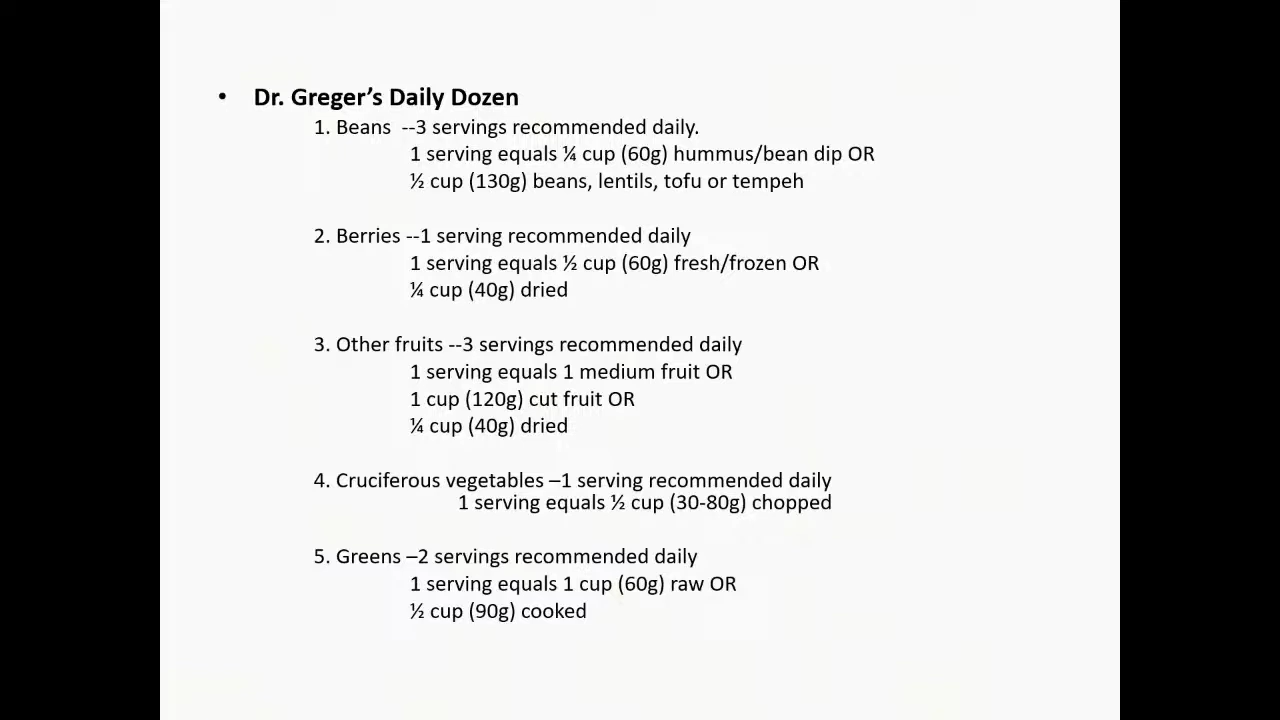 • Dr. Greger’s Daily Dozen
1. Beans --3 servings recommended daily.
1 serving equals ¼ cup (60g) hummus/bean dip OR
½ cup (130g) beans, lentils, tofu or tempeh
2. Berries --1 serving recommended daily
1 serving equals ½ cup (60g) fresh/frozen OR
¼ cup (40g) dried
3. Other fruits --3 servings recommended daily
1 serving equals 1 medium fruit OR
1 cup (120g) cut fruit OR
¼ cup (40g) dried
4. Cruciferous vegetables –1 serving recommended daily
1 serving equals ½ cup (30-80g) chopped
5. Greens –2 servings recommended daily
1 serving equals 1 cup (60g) raw OR
½ cup (90g) cooked